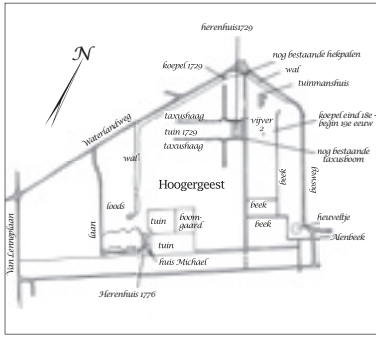 herenhuis1729
N
koepel 1729
nog bestaande hekpalen
wal
tuinmanshuis
Waterlandweg
taxushaag
tuin 1729
taxushaag
vijver
2
koepel eind 18e -
begin 19e eeuw
nog bestaande
taxusboom
wal
Hoogergeest
beek
bosweg
loods
laan
tuin
boom-
gaard
beek
beek
heuveltje
Alenbeek
tuin
Van Lenneplaan
huis Michael
Herenhuis 1776